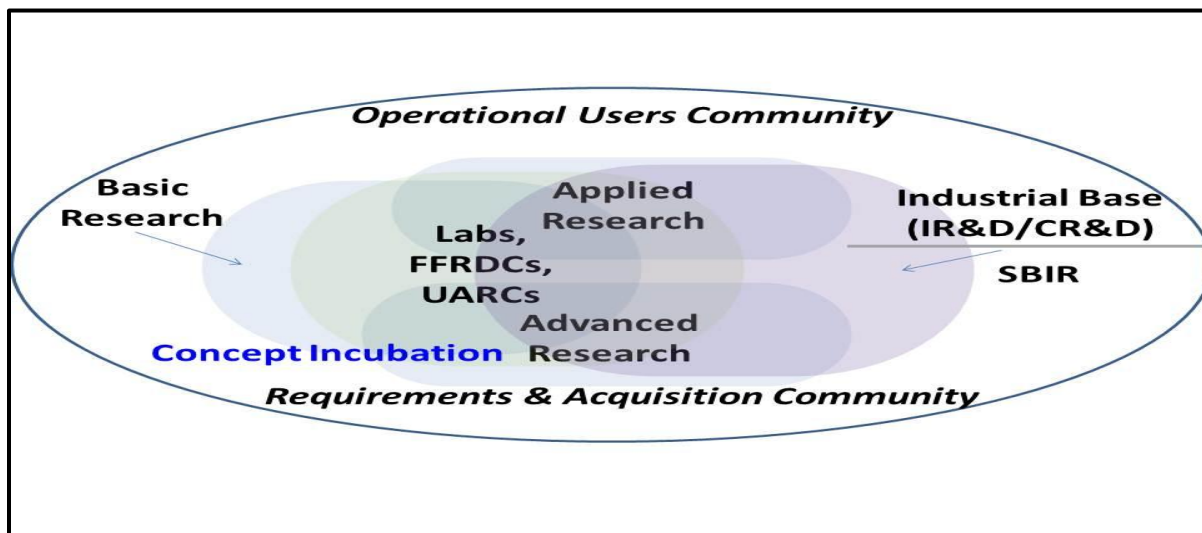 Operational Users Community
Basic
Research
Applied
Research
Industrial Base
(IR&D/CR&D)
SBIR
Labs,
FFRDCs,
UARCs
Advanced
Research
Concept Incubation
Requirements & Acquisition Community